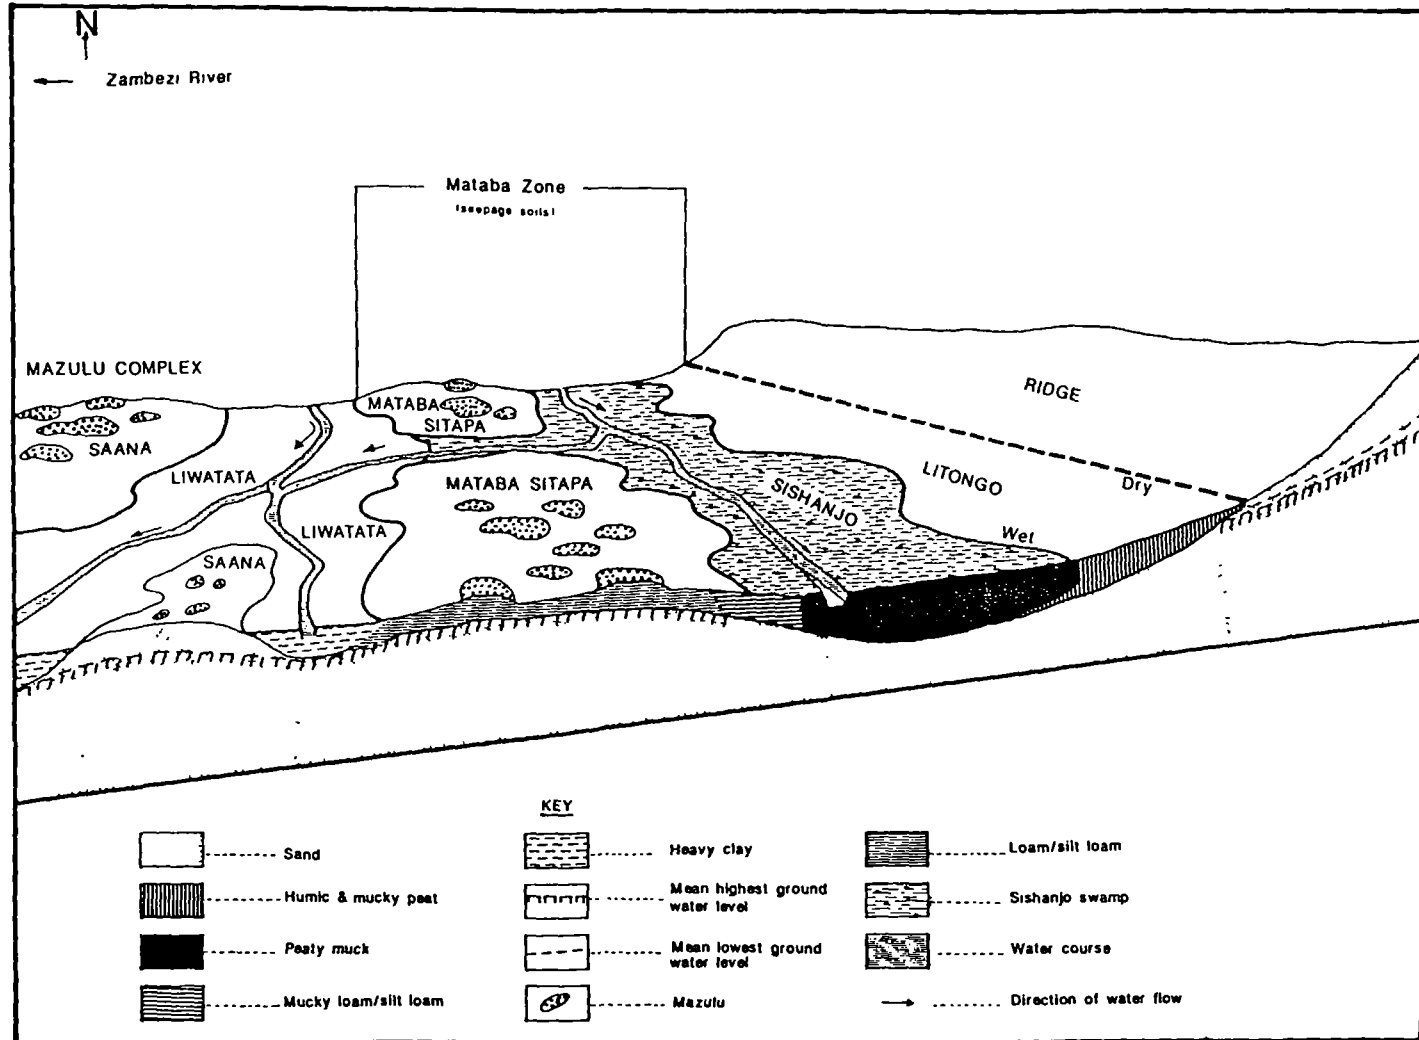 N
Zambezi River
Mataba Zone
(seepage soils)
MAZULU COMPLEX
RIDGE
MATABA
SITAPA
SAANA
LITONGO
Dry
LIWATATA
MATABA SITAPA
SISHANJO
LIWATATA
Wet
SAANA
KEY
Sand
Heavy clay
Loam/silt loam
Humic & mucky peat
Mean highest ground
water level
Sishanjo swamp
Peaty muck
Mean lowest ground
water level
Water course
Mucky loam/silt loam
Mazulu
Direction of water flow